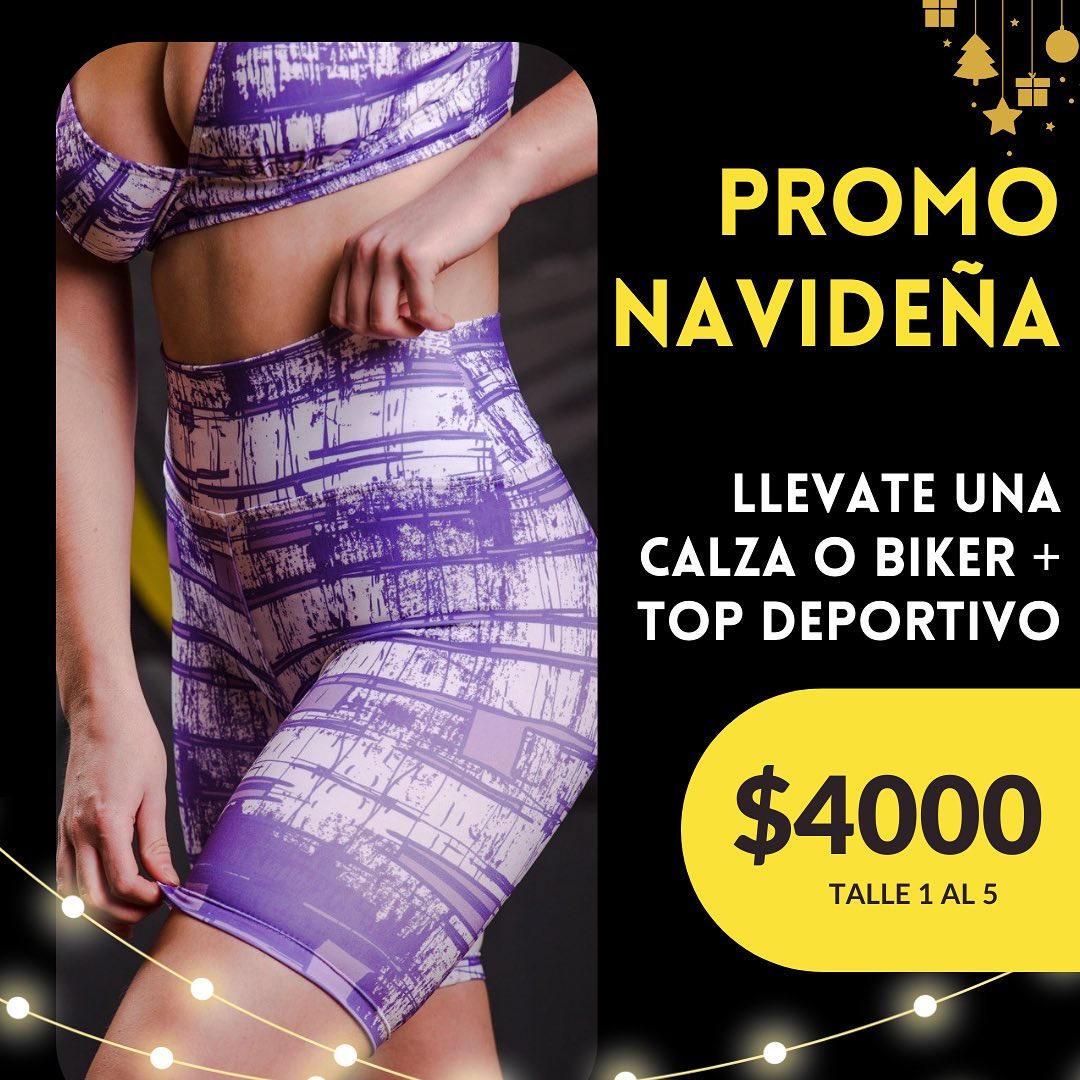 PROMO
NAVIDEÑA
LLEVATE UNA
CALZA O BIKER +
TOP DEPORTIVO
$4000
TALLE 1 AL 5